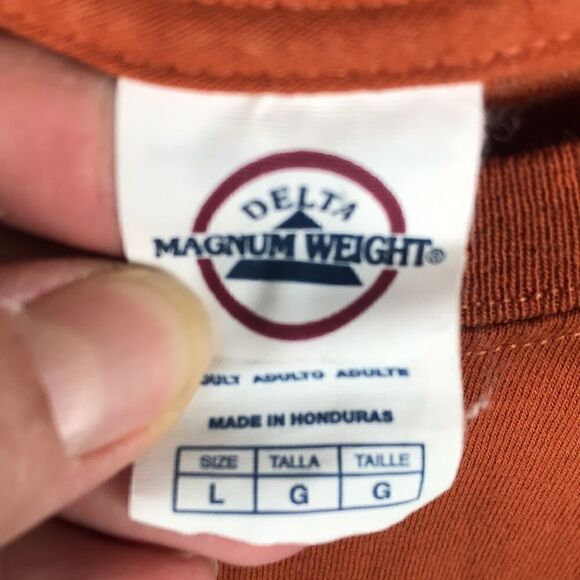 DELTA
MAGNUM WEIGHT®
ADULTO ADULTE
MADE IN HONDURAS
SIZE TALLA TAILLE
L G G